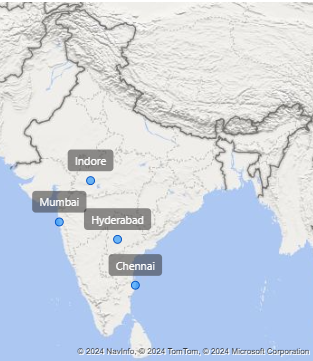 Indore
Mumbai
Hyderabad
Chennai
© 2024 NavInfo, © 2024 TomTom, © 2024 Microsoft Corporation